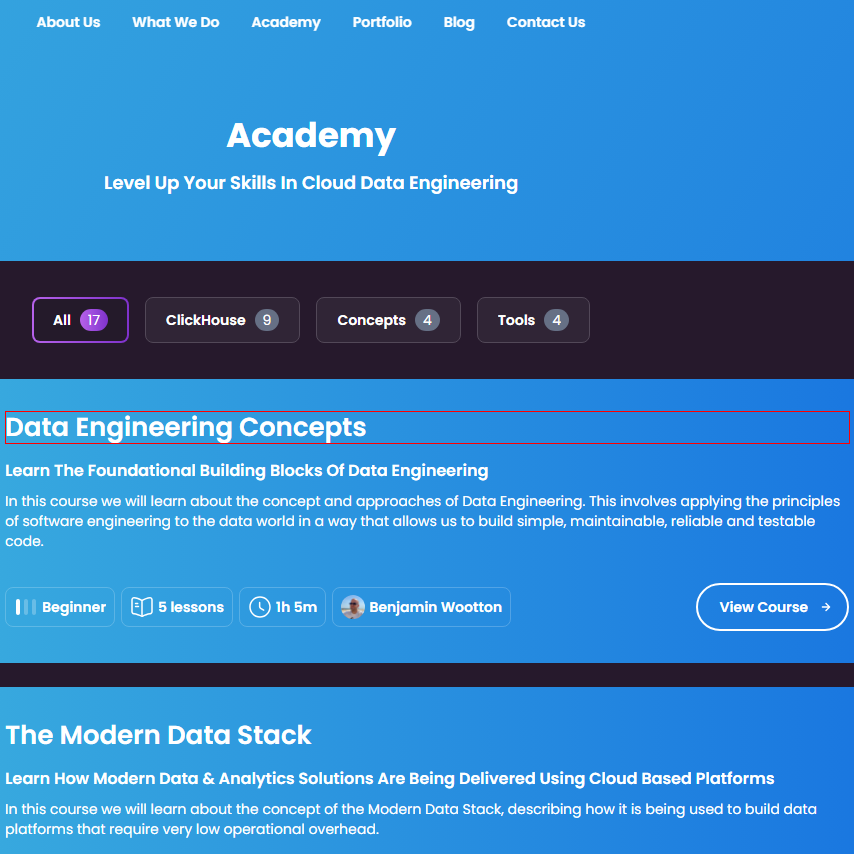 About Us What We Do Academy Portfolio Blog Contact Us
Academy
Level Up Your Skills In Cloud Data Engineering
All 17 ClickHouse 9 Concepts 4 Tools 4
Data Engineering Concepts
Learn The Foundational Building Blocks Of Data Engineering
In this course we will learn about the concept and approaches of Data Engineering. This involves applying the principles
of software engineering to the data world in a way that allows us to build simple, maintainable, reliable and testable
code.
Beginner 5 lessons 1h 5m Benjamin Wootton View Course →
The Modern Data Stack
Learn How Modern Data & Analytics Solutions Are Being Delivered Using Cloud Based Platforms
In this course we will learn about the concept of the Modern Data Stack, describing how it is being used to build data
platforms that require very low operational overhead.